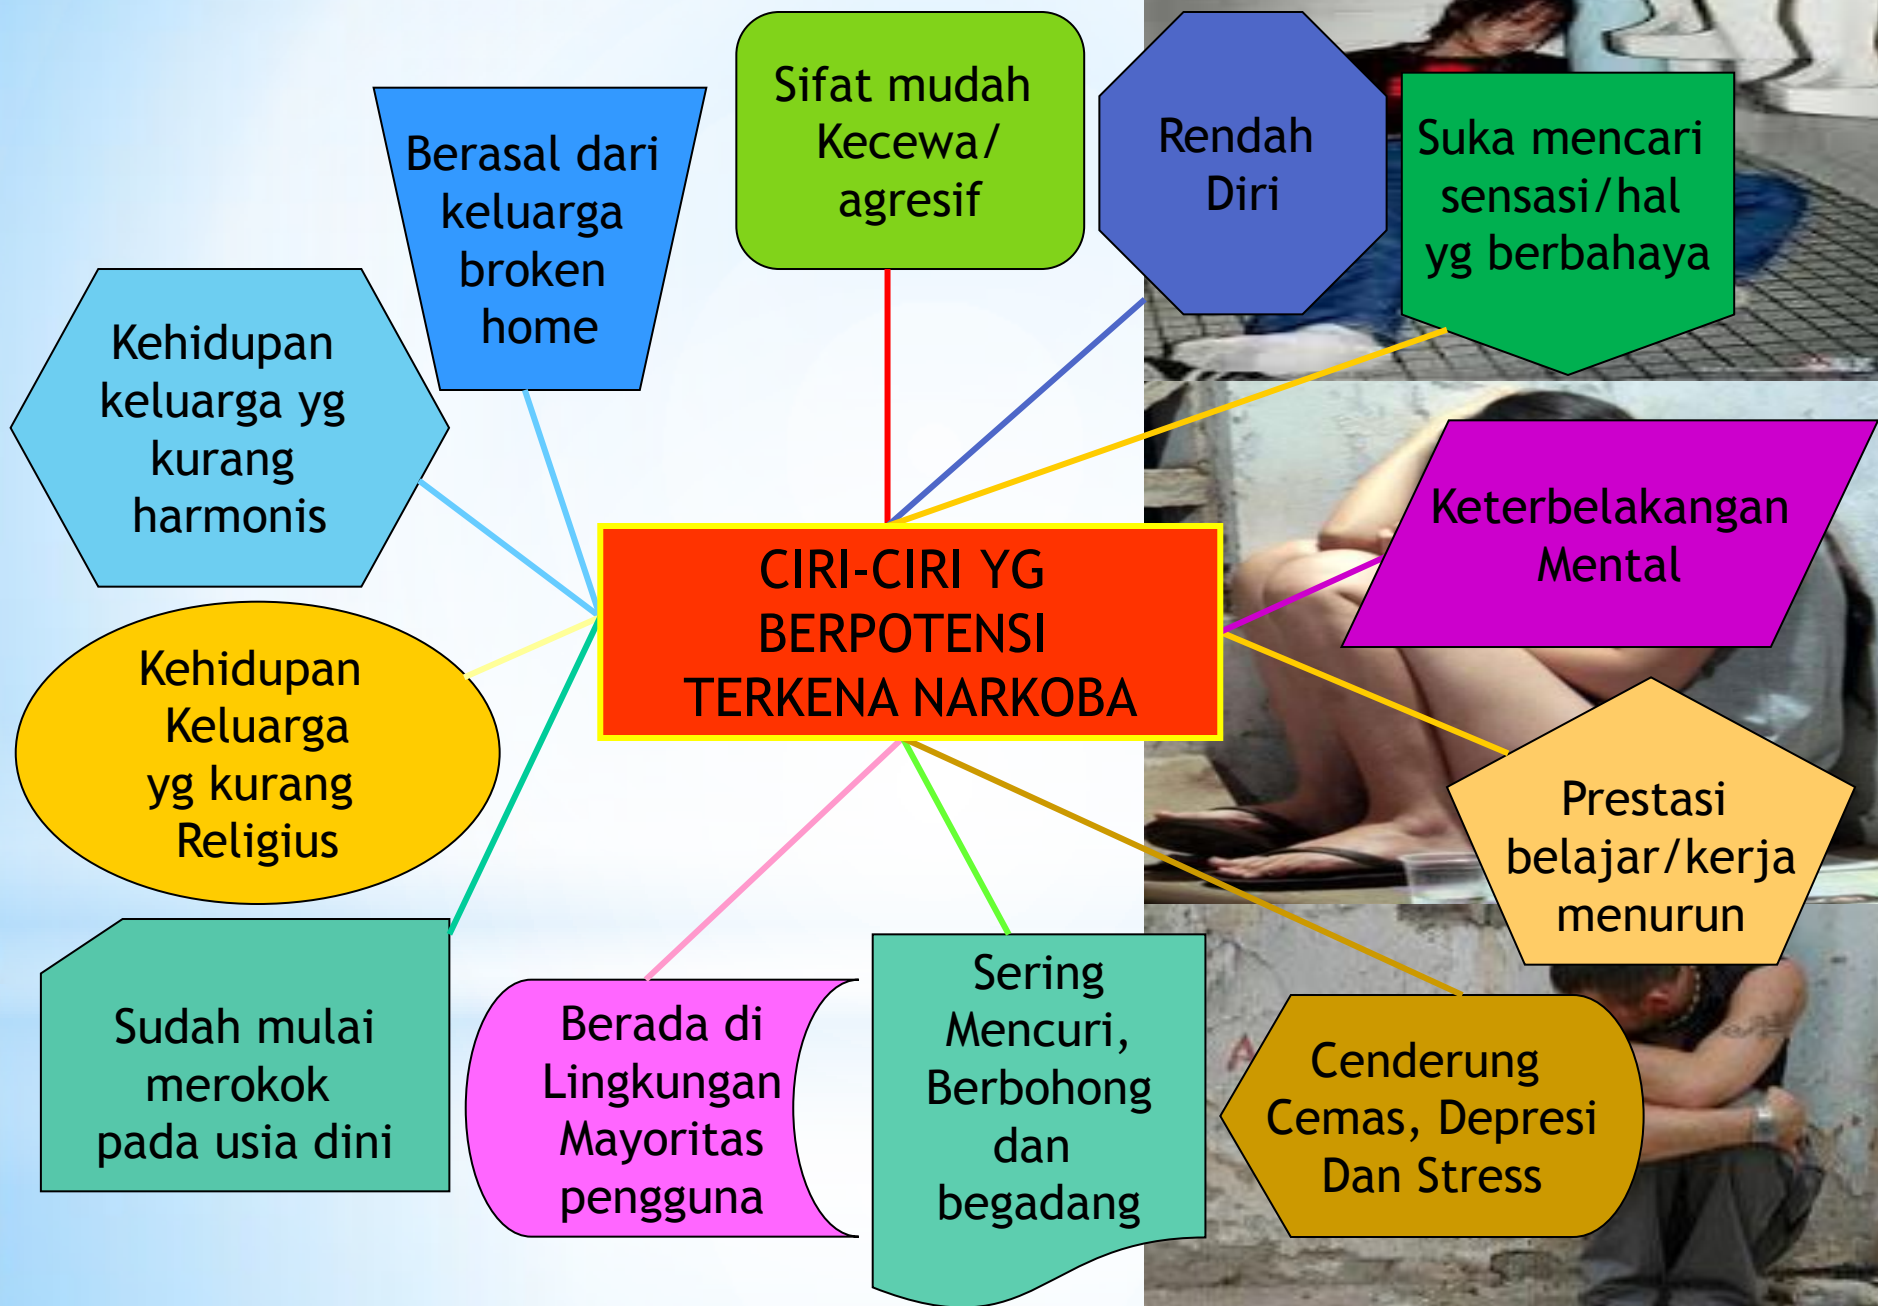 Sifat mudah
Kecewa/
agresif
Rendah
Diri
Suka mencari
sensasi/hal
yg berbahaya
Berasal dari
keluarga
broken
home
Kehidupan
keluarga yg
kurang
harmonis
Keterbelakangan
Mental
CIRI-CIRI YG
BERPOTENSI
TERKENA NARKOBA
Kehidupan
Keluarga
yg kurang
Religius
Prestasi
belajar/kerja
menurun
Sudah mulai
merokok
pada usia dini
Berada di
Lingkungan
Mayoritas
pengguna
Sering
Mencuri,
Berbohong
dan
begadang
Cenderung
Cemas, Depresi
Dan Stress